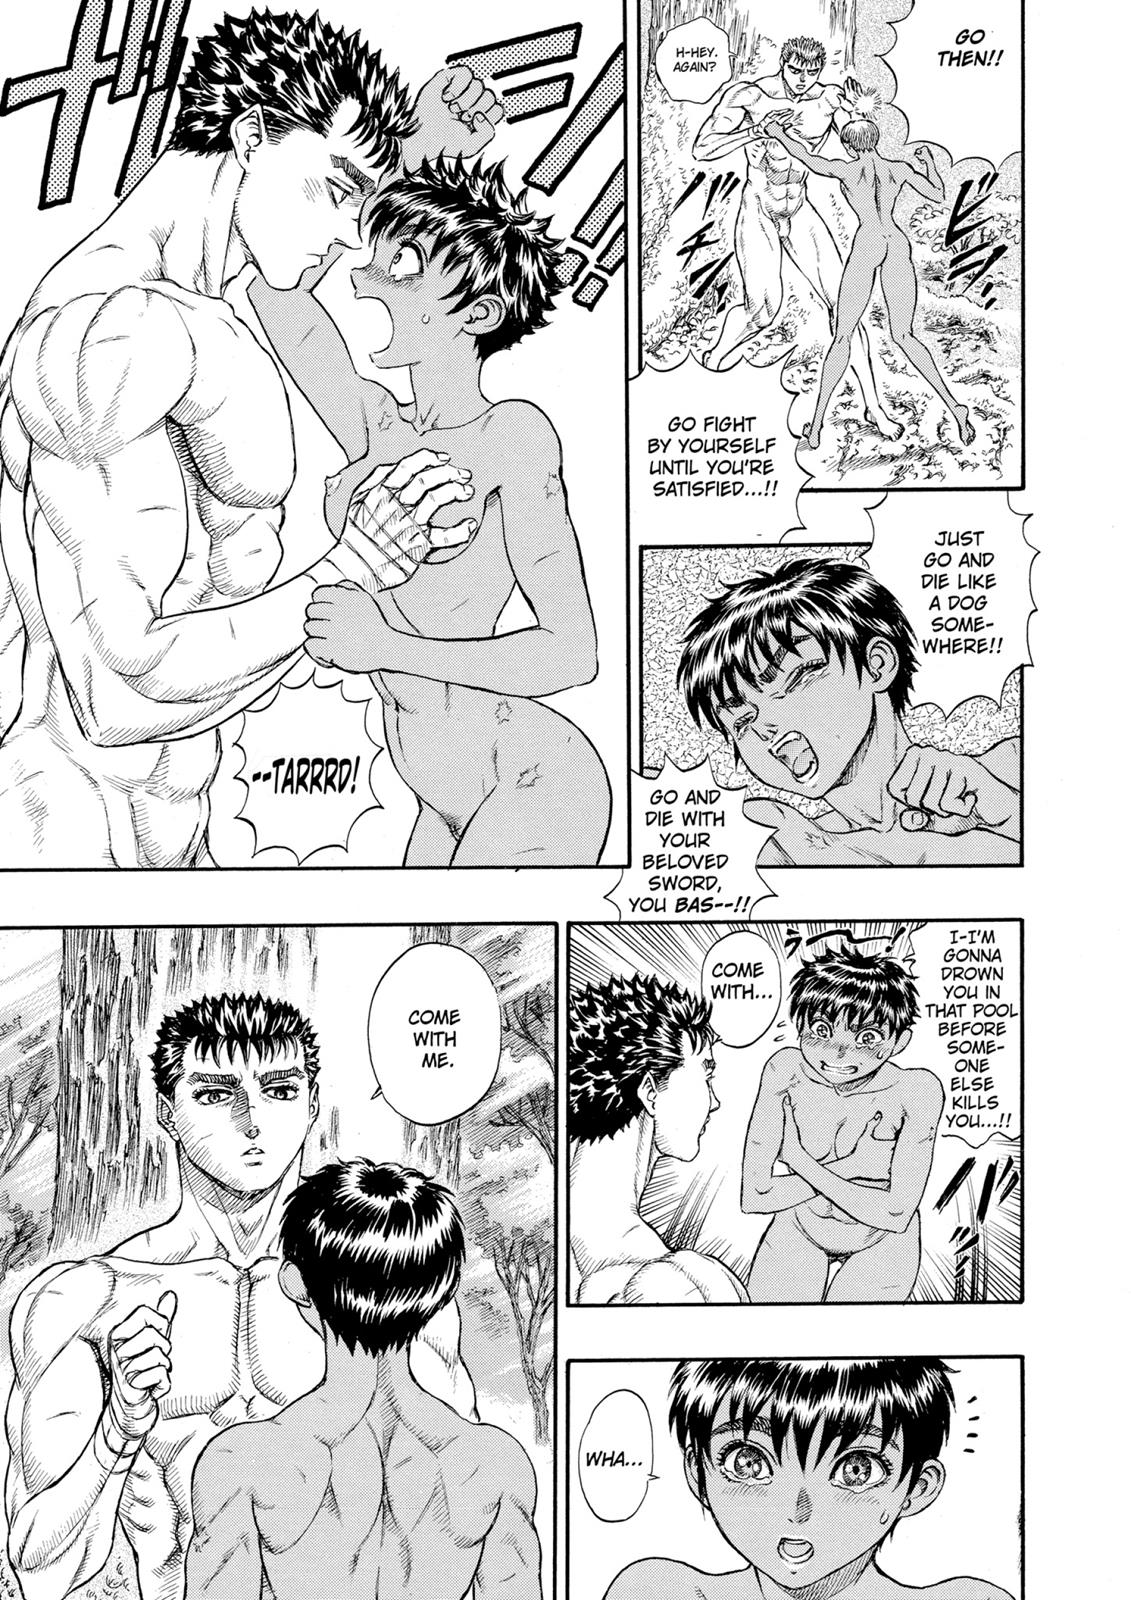 GO
THEN!!
H-HEY.
AGAIN?
GO FIGHT
BY YOURSELF
UNTIL YOU'RE
SATISFIED...!!
JUST
GO AND
DIE LIKE
A DOG
SOME-
WHERE!!
GO AND
DIE WITH
YOUR
BELOVED
SWORD,
YOU BAS--!!
--TARRRD!
I-I'M
GONNA
DROWN
YOU IN
THAT POOL
BEFORE
SOME-
ONE ELSE
KILLS
YOU...!!
COME
WITH...
COME
WITH
ME.
WHA...